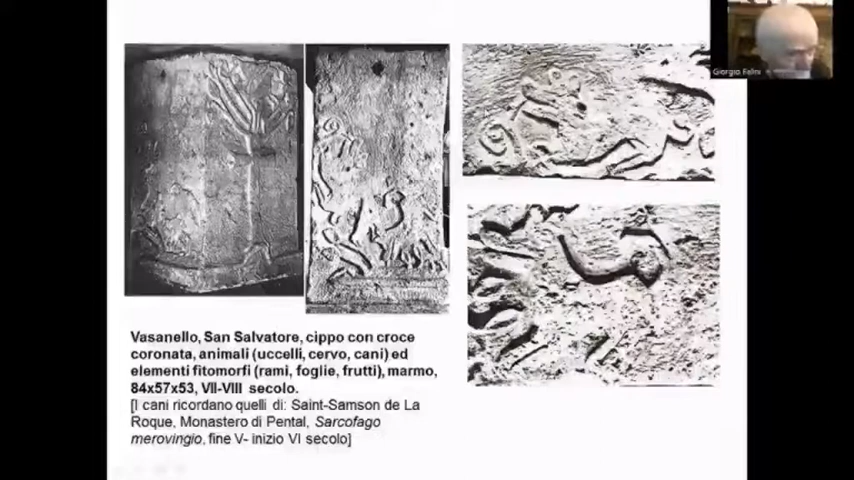 Giorgio Felini
Vasanello, San Salvatore, cippo con croce
coronata, animali (uccelli, cervo, cani) ed
elementi fitomorfi (rami, foglie, frutti), marmo,
84x57x53, VII-VIII secolo.
[I cani ricordano quelli di: Saint-Samson de La
Roque, Monastero di Pental, Sarcofago
merovingio, fine V- inizio VI secolo]